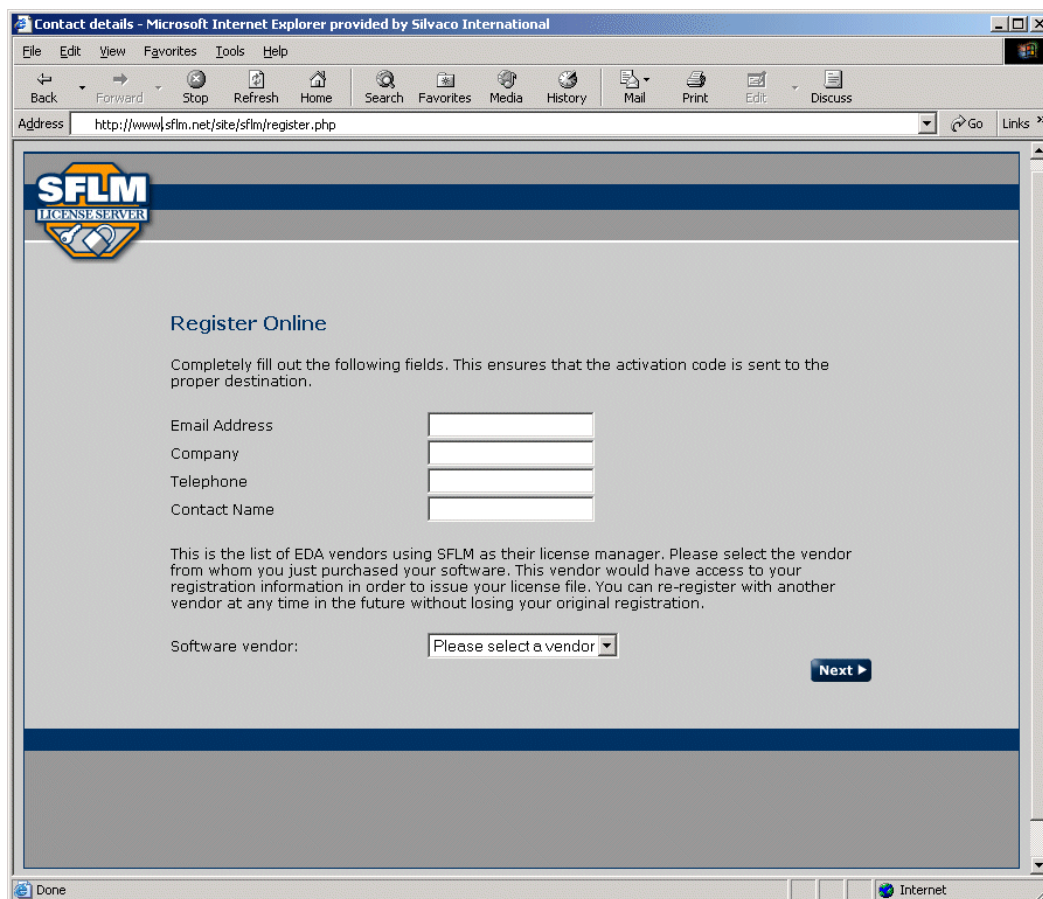 Contact details - Microsoft Internet Explorer provided by Silvaco International
File Edit View Favorites Tools Help
Back Forward Stop Refresh Home Search Favorites Media History Mail Print Edit Discuss
Address http://www.sflm.net/site/sflm/register.php Go Links »
SFLM
LICENSE SERVER
Register Online
Completely fill out the following fields. This ensures that the activation code is sent to the
proper destination.
Email Address
Company
Telephone
Contact Name
This is the list of EDA vendors using SFLM as their license manager. Please select the vendor
from whom you just purchased your software. This vendor would have access to your
registration information in order to issue your license file. You can re-register with another
vendor at any time in the future without losing your original registration.
Software vendor: Please select a vendor
Next
Done Internet